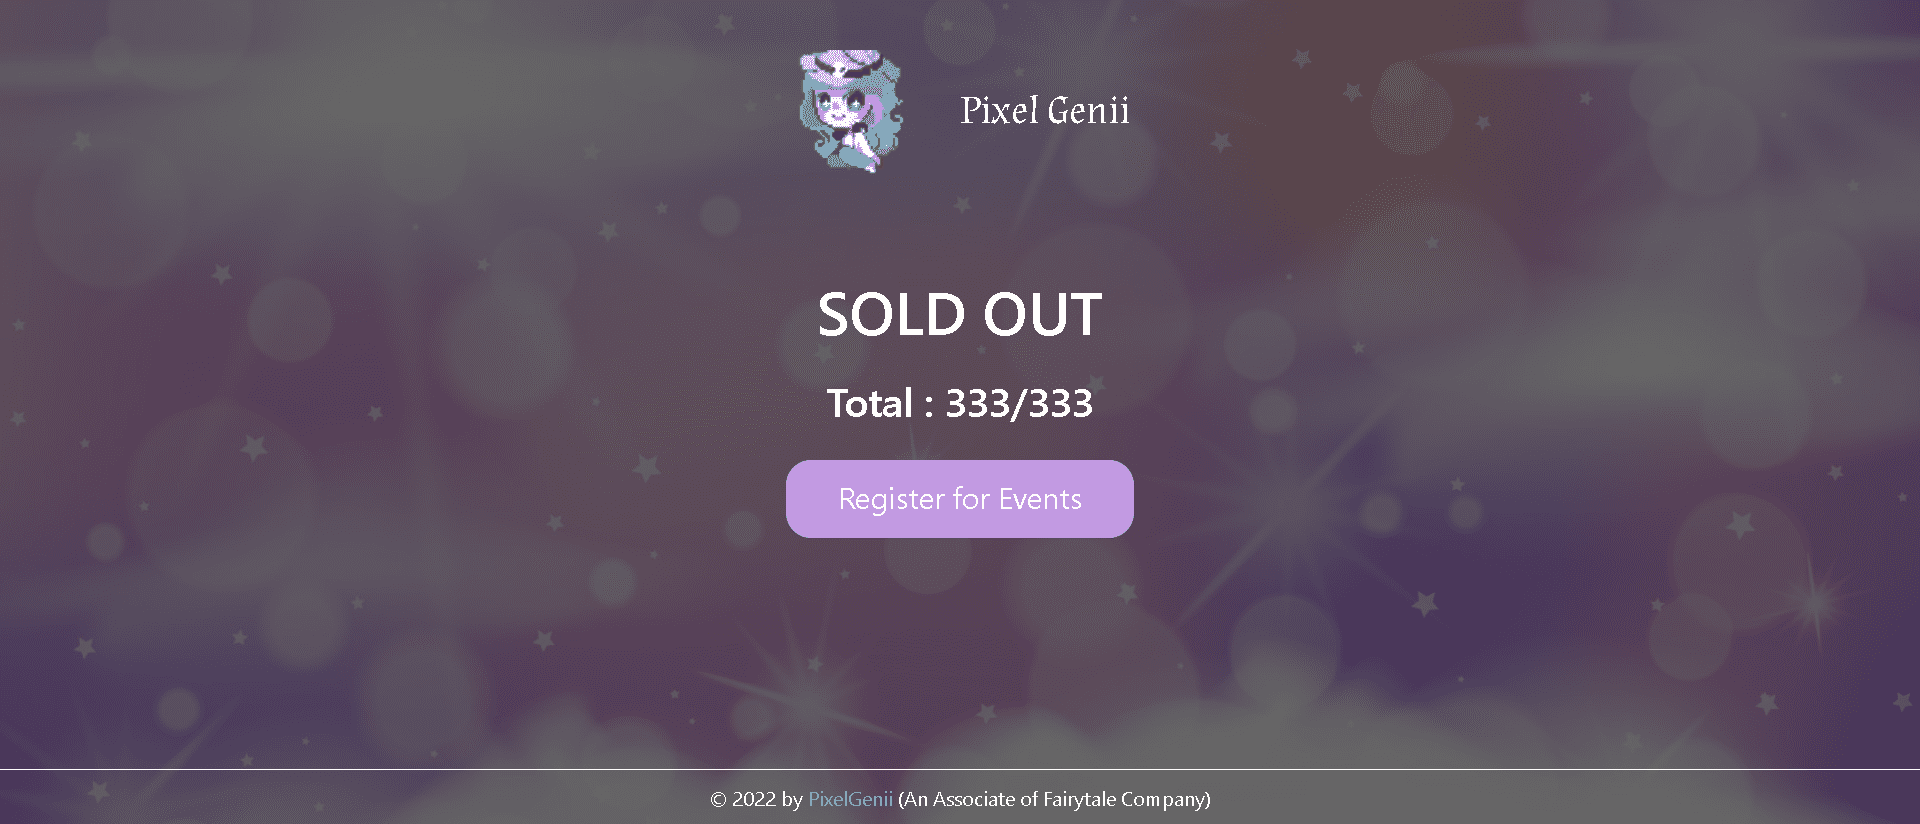 Pixel Genii
SOLD OUT
Total : 333/333
Register for Events
© 2022 by PixelGenii (An Associate of Fairytale Company)